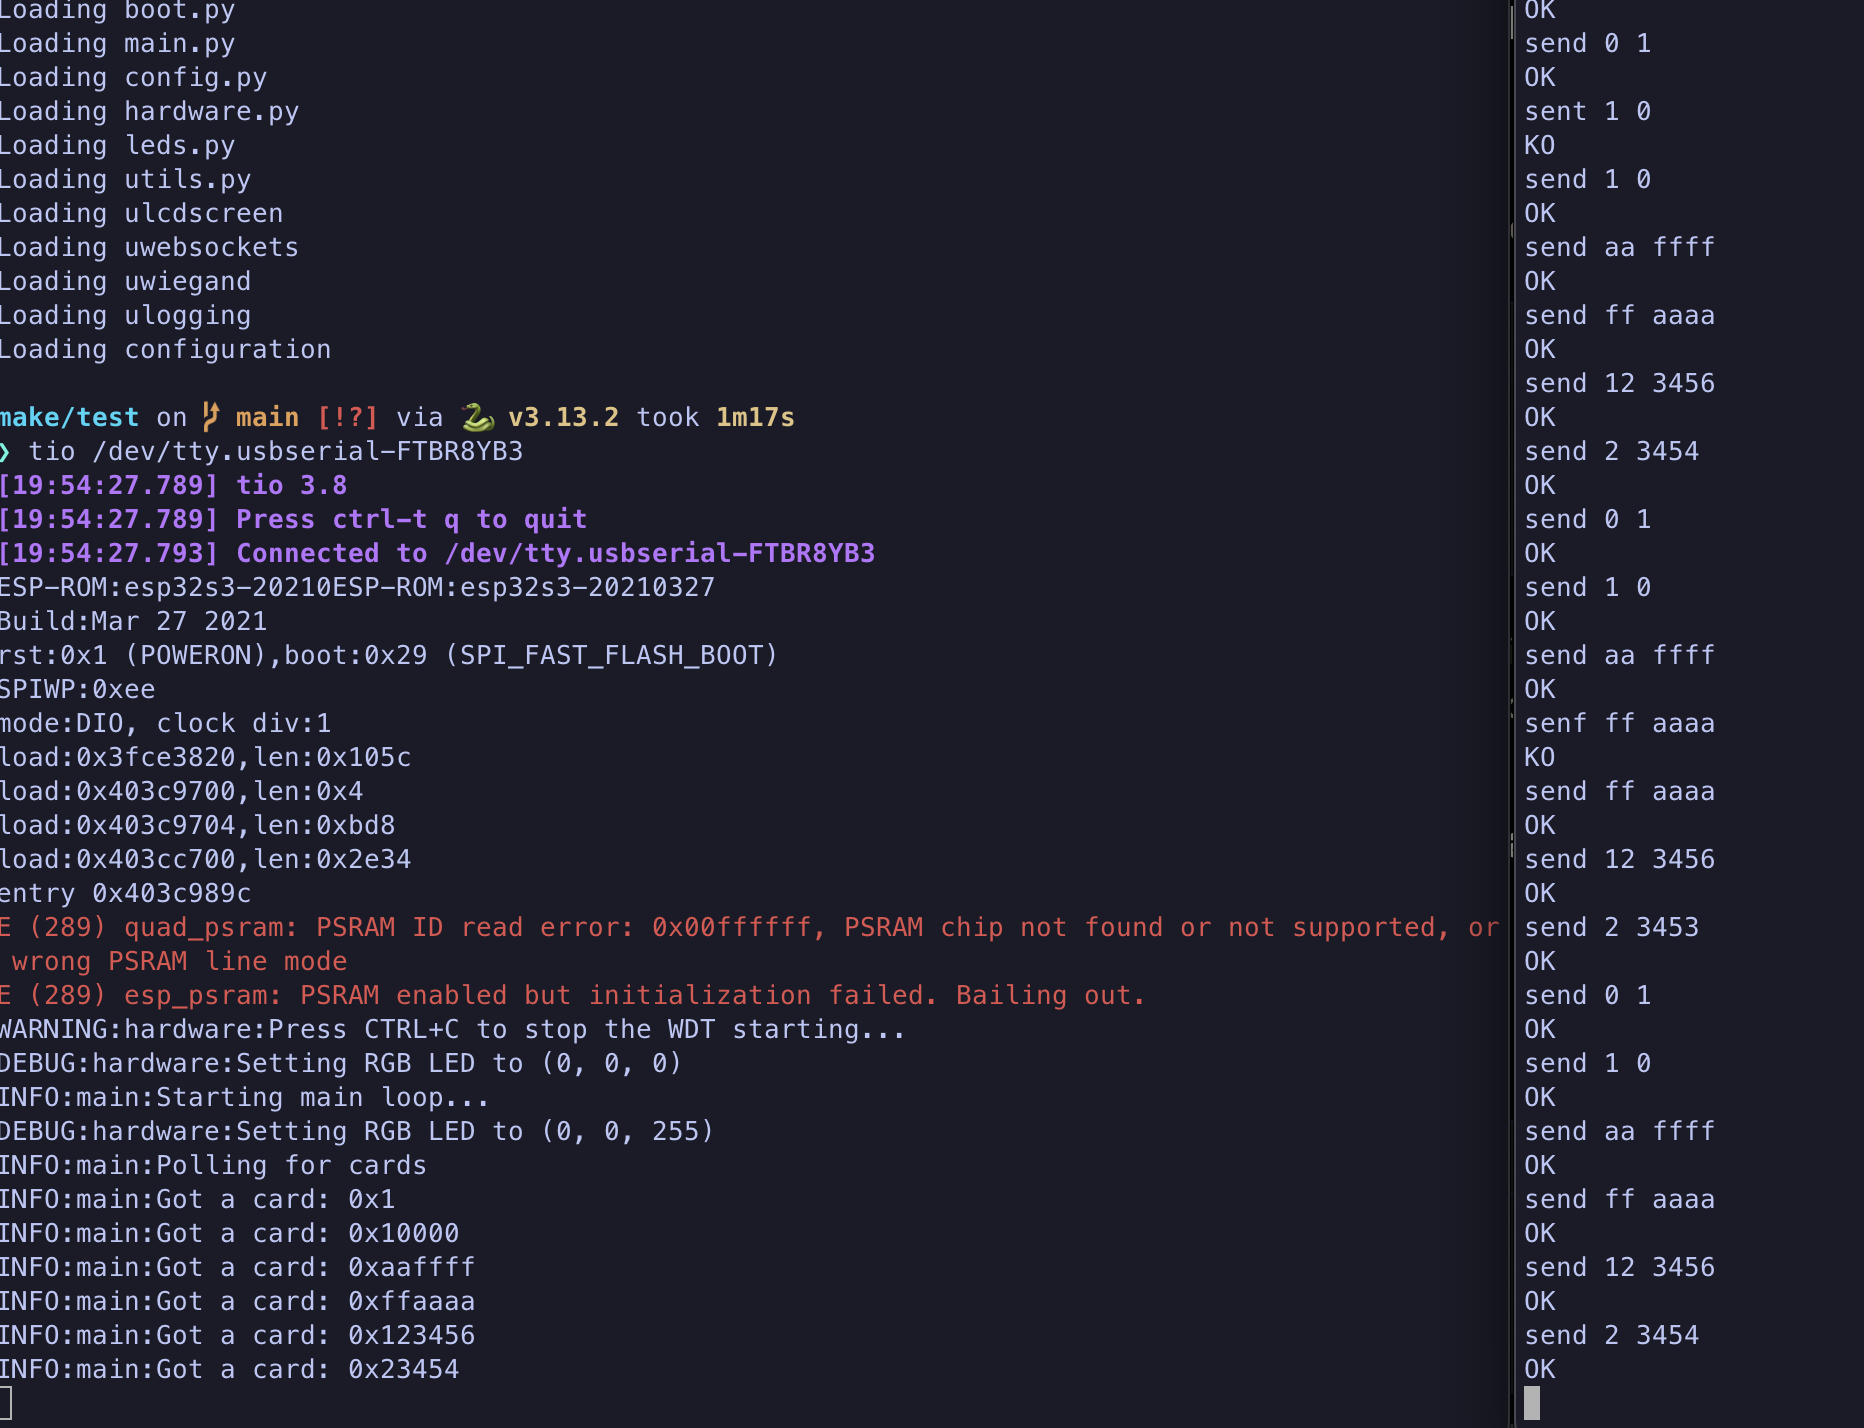 Loading boot.py
Loading main.py
Loading config.py
Loading hardware.py
Loading leds.py
Loading utils.py
Loading ulcdscreen
Loading uwebsockets
Loading uwiegand
Loading ulogging
Loading configuration
make/test on main [!?] via v3.13.2 took 1m17s
❯ tio /dev/tty.usbserial-FTBR8YB3
[19:54:27.789] tio 3.8
[19:54:27.789] Press ctrl-t q to quit
[19:54:27.793] Connected to /dev/tty.usbserial-FTBR8YB3
ESP-ROM:esp32s3-20210ESP-ROM:esp32s3-20210327
Build:Mar 27 2021
rst:0x1 (POWERON),boot:0x29 (SPI_FAST_FLASH_BOOT)
SPIWP:0xee
mode:DIO, clock div:1
load:0x3fce3820,len:0x105c
load:0x403c9700,len:0x4
load:0x403c9704,len:0xbd8
load:0x403cc700,len:0x2e34
entry 0x403c989c
E (289) quad_psram: PSRAM ID read error: 0x00ffffff, PSRAM chip not found or not supported, or
wrong PSRAM line mode
E (289) esp_psram: PSRAM enabled but initialization failed. Bailing out.
WARNING:hardware:Press CTRL+C to stop the WDT starting...
DEBUG:hardware:Setting RGB LED to (0, 0, 0)
INFO:main:Starting main loop...
DEBUG:hardware:Setting RGB LED to (0, 0, 255)
INFO:main:Polling for cards
INFO:main:Got a card: 0x1
INFO:main:Got a card: 0x10000
INFO:main:Got a card: 0xaaffff
INFO:main:Got a card: 0xffaaaa
INFO:main:Got a card: 0x123456
INFO:main:Got a card: 0x23454
OK
send 0 1
OK
sent 1 0
KO
send 1 0
OK
send aa ffff
OK
send ff aaaa
OK
send 12 3456
OK
send 2 3454
OK
send 0 1
OK
send 1 0
OK
send aa ffff
OK
senf ff aaaa
KO
send ff aaaa
OK
send 12 3456
OK
send 2 3453
OK
send 0 1
OK
send 1 0
OK
send aa ffff
OK
send ff aaaa
OK
send 12 3456
OK
send 2 3454
OK